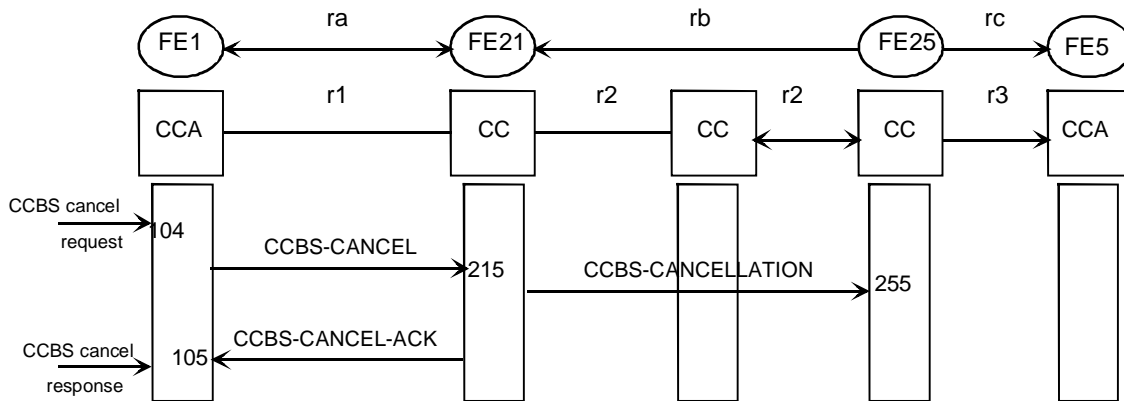 ra rb rc
FE1 FE21 FE25 FE5
r1 r2 r2 r3
CCA CC CC CC CCA
CCBS cancel
request
104
CCBS-CANCEL
215
CCBS-CANCELLATION
255
CCBS-CANCEL-ACK
CCBS cancel
response
105